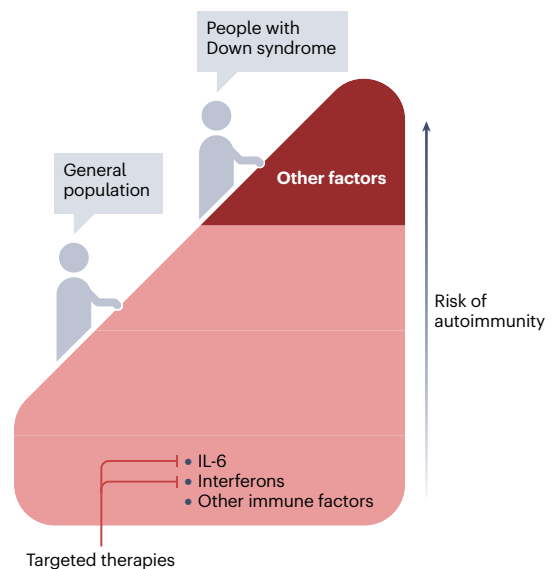 People with
Down syndrome
General
population
Other factors
Risk of
autoimmunity
• IL-6
• Interferons
• Other immune factors
Targeted therapies